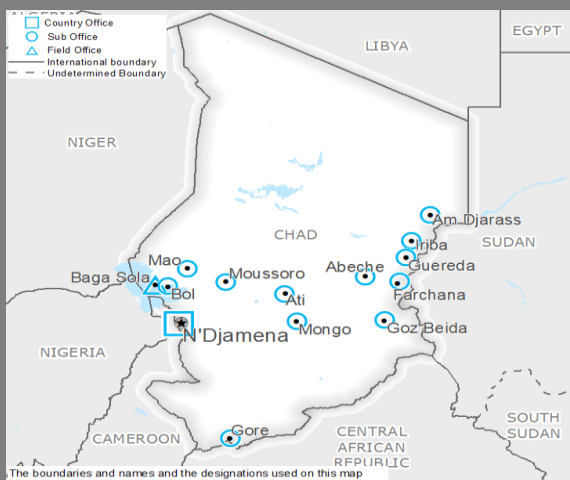 ALGERIA
Country Office
Sub Office
Field Office
International boundary
Undetermined Boundary
LIBYA
EGYPT
NIGER
CHAD
Am Djarass
Iriba
SUDAN
Mao
Guereda
Baga Sola
Moussoro
Abeche
Bol
Ati
Farchana
N'Djamena
Mongo
Goz Beida
NIGERIA
Gore
CAMEROON
CENTRAL
AFRICAN
REPUBLIC
SOUTH
SUDAN
The boundaries and names and the designations used on this map